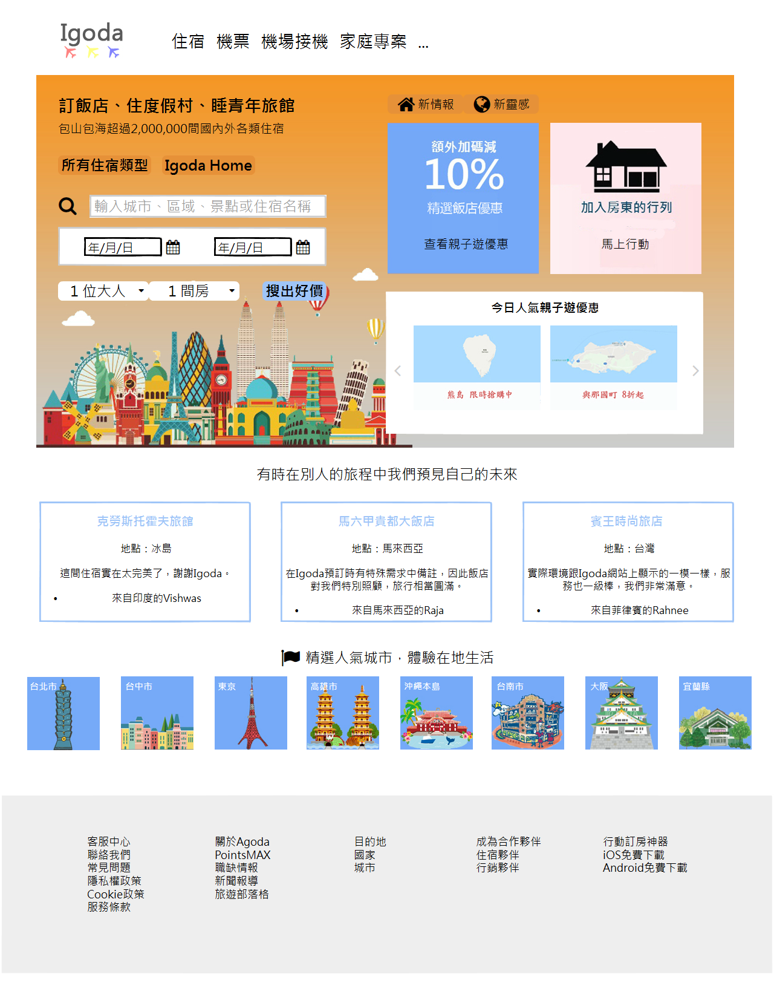 Igoda
住宿 機票 機場接機 家庭專案 ...
訂飯店、住度假村、睡青年旅館
包山包海超過2,000,000間國內外各類住宿
所有住宿類型 Igoda Home
輸入城市、區域、景點或住宿名稱
年/月/日 年/月/日
1 位大人 1 間房 搜出好價
新情報 新靈感
額外加碼減
10%
精選飯店優惠
查看親子遊優惠
加入房東的行列
馬上行動
今日人氣親子遊優惠
熊島 限時搶購中
與那國町 8折起
有時在別人的旅程中我們預見自己的未來
克勞斯托霍夫旅館
地點：冰島
這間住宿實在太完美了，謝謝Igoda。
• 來自印度的Vishwas
馬六甲貴都大飯店
地點：馬來西亞
在Igoda預訂時有特殊需求中備註，因此飯店
對我們特別照顧，旅行相當圓滿。
• 來自馬來西亞的Raja
賓王時尚旅店
地點：台灣
實際環境跟Igoda網站上顯示的一模一樣，服
務也一級棒，我們非常滿意。
• 來自菲律賓的Rahnee
精選人氣城市，體驗在地生活
台北市
台中市
東京
高雄市
沖繩本島
台南市
大阪
宜蘭縣
客服中心
聯絡我們
常見問題
隱私權政策
Cookie政策
服務條款
關於Agoda
PointsMAX
職缺情報
新聞報導
旅遊部落格
目的地
國家
城市
成為合作夥伴
住宿夥伴
行銷夥伴
行動訂房神器
iOS免費下載
Android免費下載